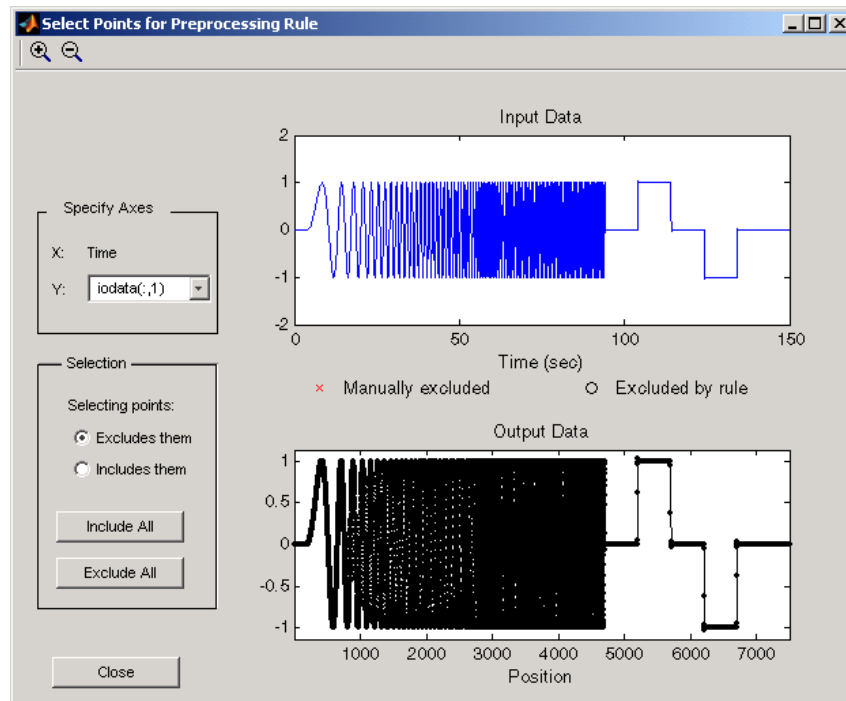 Select Points for Preprocessing Rule
Specify Axes
X: Time
Y: iodata(:,1)
Selection
Selecting points:
Excludes them
Includes them
Include All
Exclude All
Close
Input Data
2
1
0
-1
-2
0 50 100 150
Time (sec)
× Manually excluded O Excluded by rule
Output Data
1
0.5
0
-0.5
-1
1000 2000 3000 4000 5000 6000 7000
Position